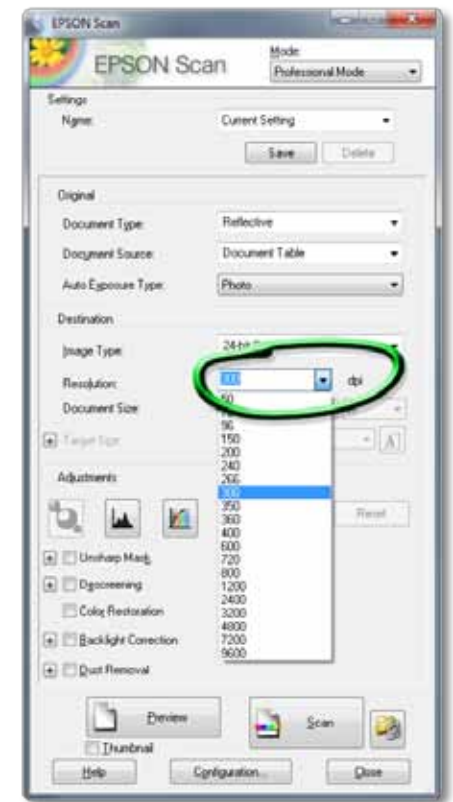 EPSON Scan
EPSON Scan
Mode:
Professional Mode
Settings
Name:
Current Setting
Save
Delete
Original
Document Type:
Reflective
Document Source:
Document Table
Auto Exposure Type:
Photo
Destination
Image Type:
24-bit
Resolution:
300
dpi
Document Size
50
96
150
Target Size
200
240
266
Adjustments
300
350
360
Reset
400
600
Unsharp Mask
720
800
Descreening
1200
2400
Color Restoration
3200
4800
Backlight Correction
7200
9600
Dust Removal
Preview
Scan
Thumbnail
Help
Configuration...
Close